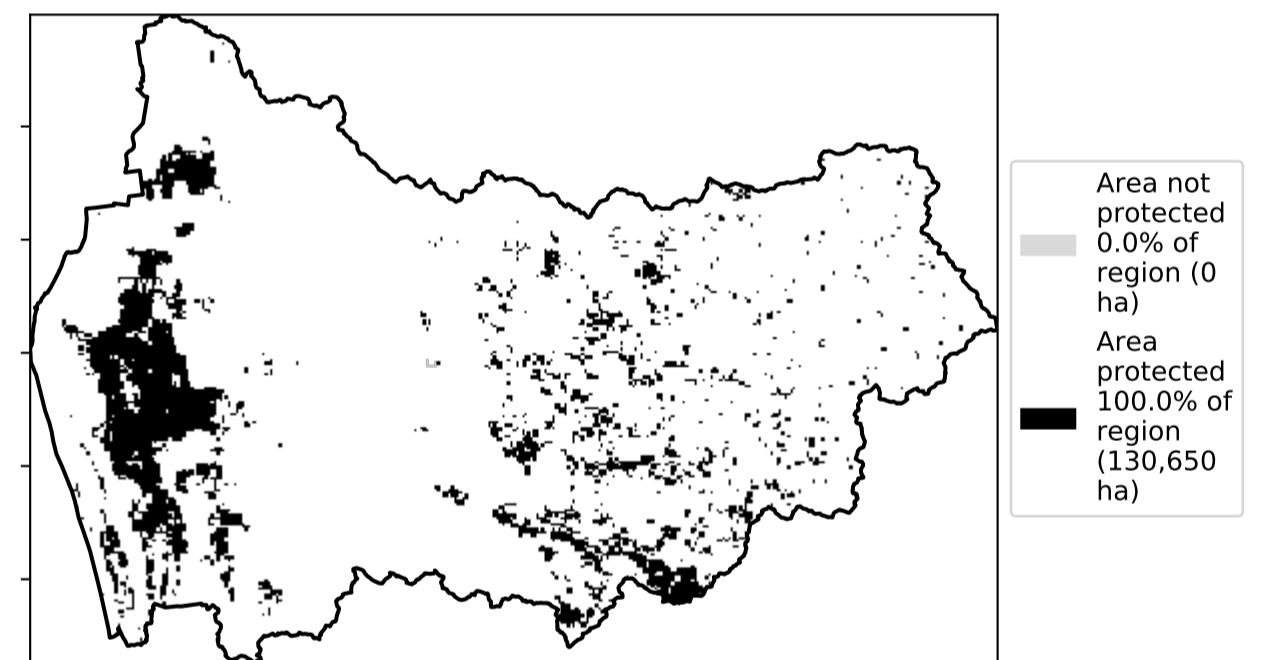 Area not
protected
0.0% of
region (0
ha)
Area
protected
100.0% of
region
(130,650
ha)